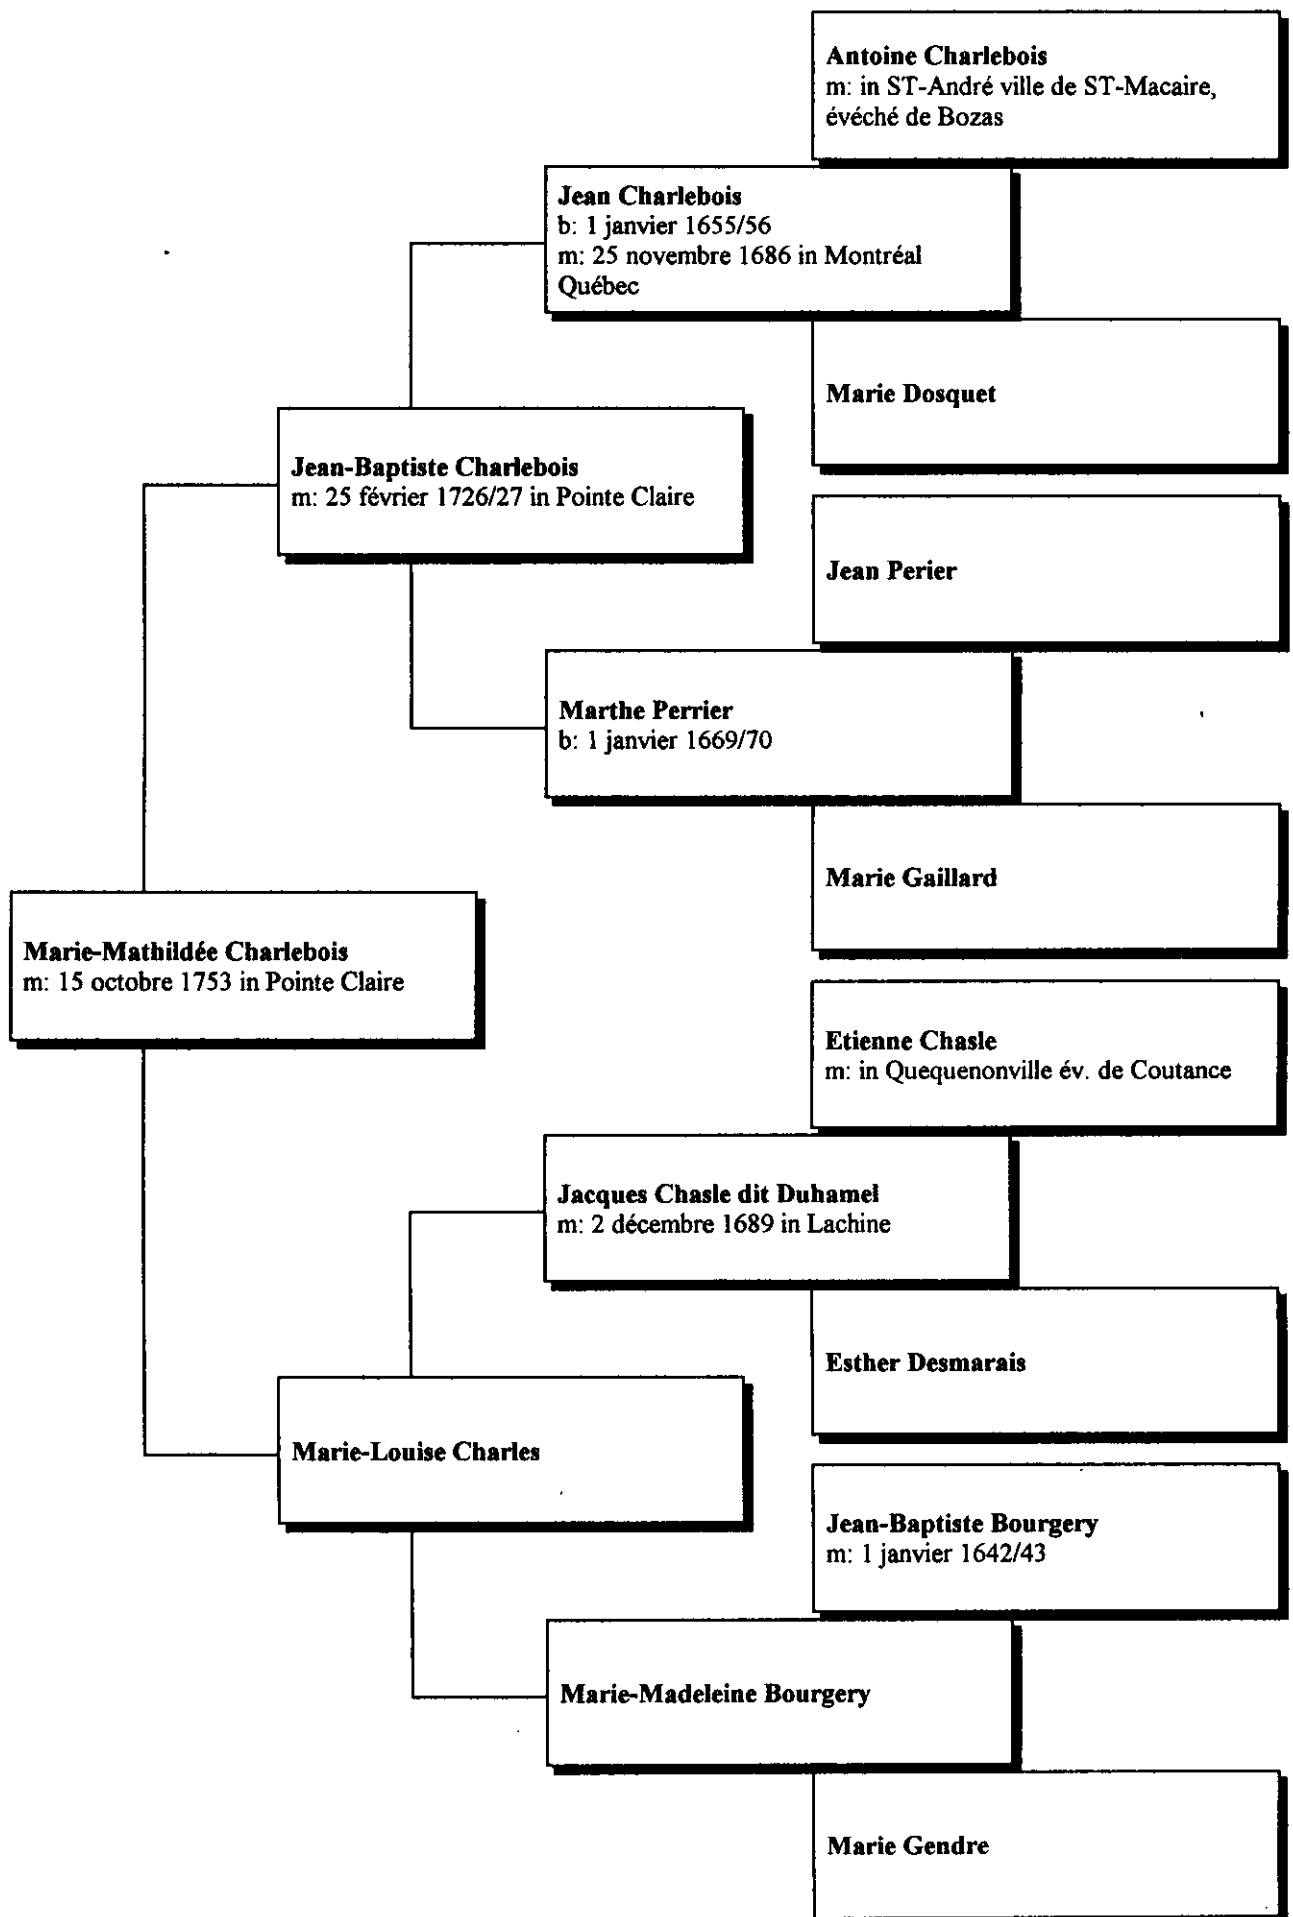 Antoine Charlebois
m: in ST-André ville de ST-Macaire,
évéché de Bozas
Jean Charlebois
b: 1 janvier 1655/56
m: 25 novembre 1686 in Montréal
Québec
Marie Dosquet
Jean-Baptiste Charlebois
m: 25 février 1726/27 in Pointe Claire
Jean Perier
Marthe Perrier
b: 1 janvier 1669/70
Marie Gaillard
Marie-Mathildée Charlebois
m: 15 octobre 1753 in Pointe Claire
Etienne Chasle
m: in Quequenonville év. de Coutance
Jacques Chasle dit Duhamel
m: 2 décembre 1689 in Lachine
Esther Desmarais
Marie-Louise Charles
Jean-Baptiste Bourgery
m: 1 janvier 1642/43
Marie-Madeleine Bourgery
Marie Gendre